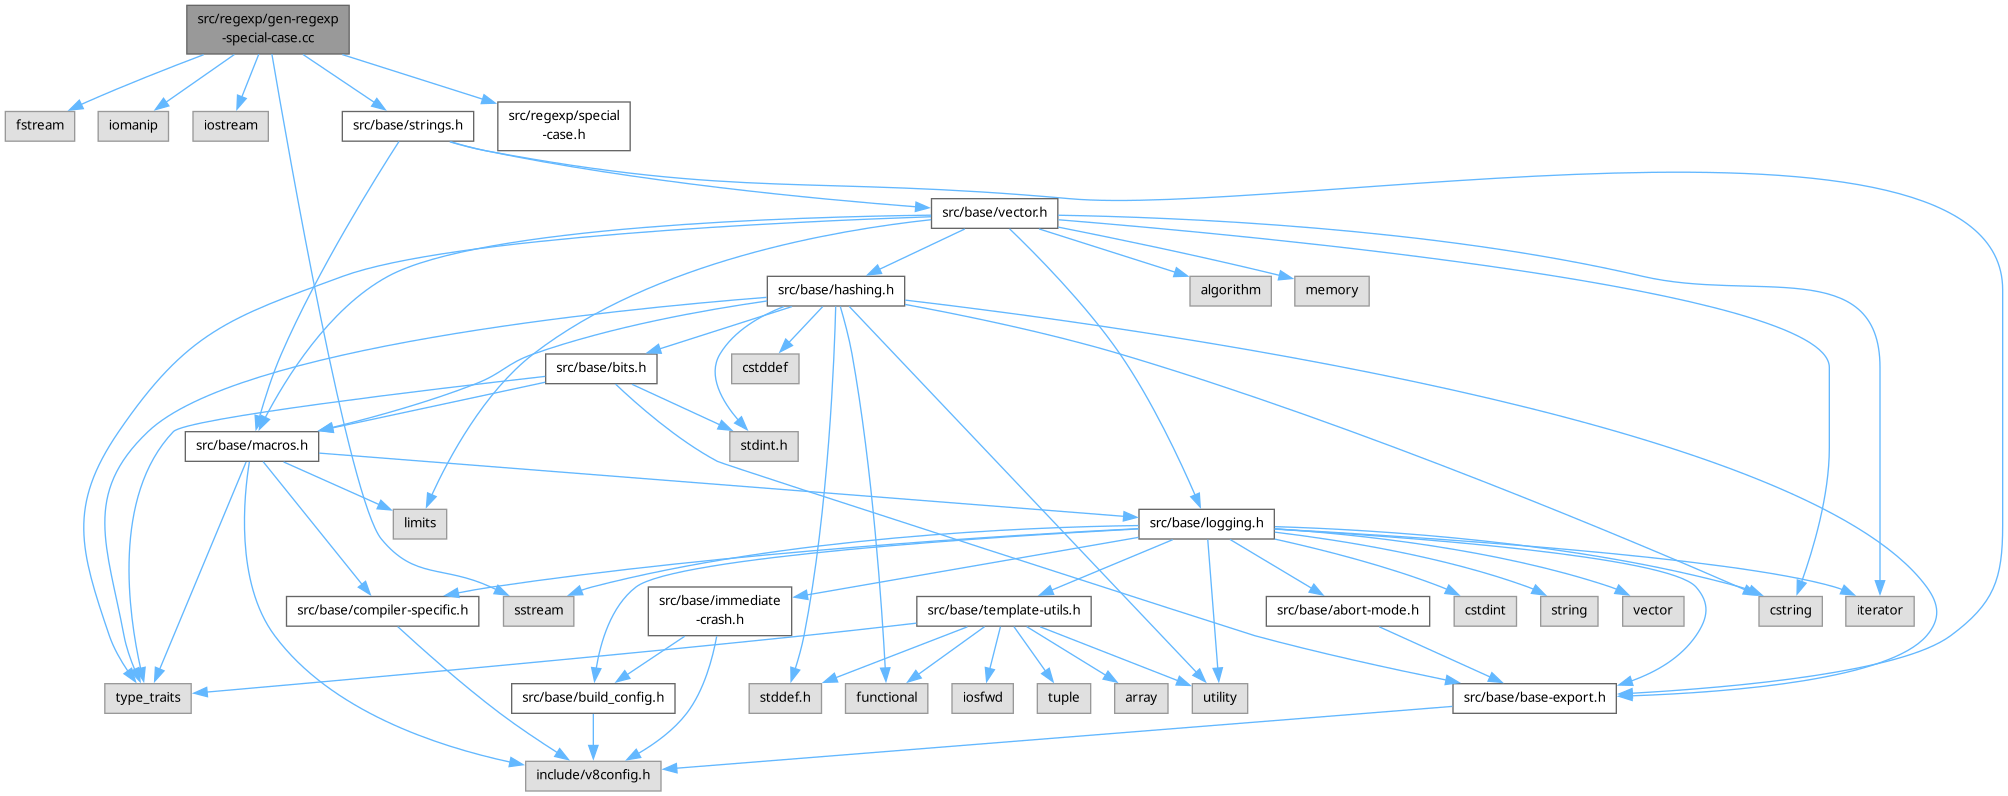 src/regexp/gen-regexp
-special-case.cc
fstream
iomanip
iostream
src/base/strings.h
src/regexp/special
-case.h
src/base/vector.h
src/base/hashing.h
algorithm
memory
src/base/bits.h
cstddef
src/base/macros.h
stdint.h
limits
src/base/logging.h
src/base/compiler-specific.h
sstream
src/base/immediate
-crash.h
src/base/template-utils.h
src/base/abort-mode.h
cstdint
string
vector
cstring
iterator
type_traits
src/base/build_config.h
stddef.h
functional
iosfwd
tuple
array
utility
src/base/base-export.h
include/v8config.h